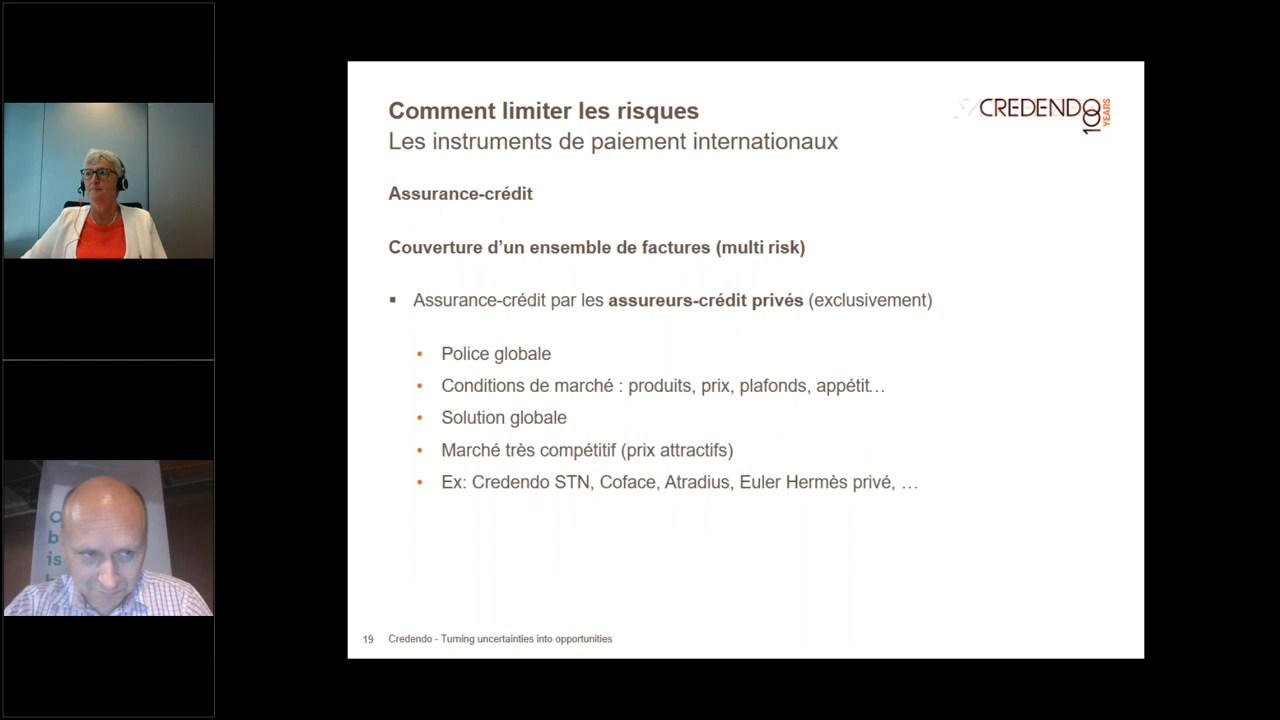 Comment limiter les risques
Les instruments de paiement internationaux
CREDENDO
100
YEARS
Assurance-crédit
Couverture d'un ensemble de factures (multi risk)
▪ Assurance-crédit par les assureurs-crédit privés (exclusivement)
• Police globale
• Conditions de marché : produits, prix, plafonds, appétit…
• Solution globale
• Marché très compétitif (prix attractifs)
• Ex: Credendo STN, Coface, Atradius, Euler Hermès privé, …
is
19 Credendo - Turning uncertainties into opportunities